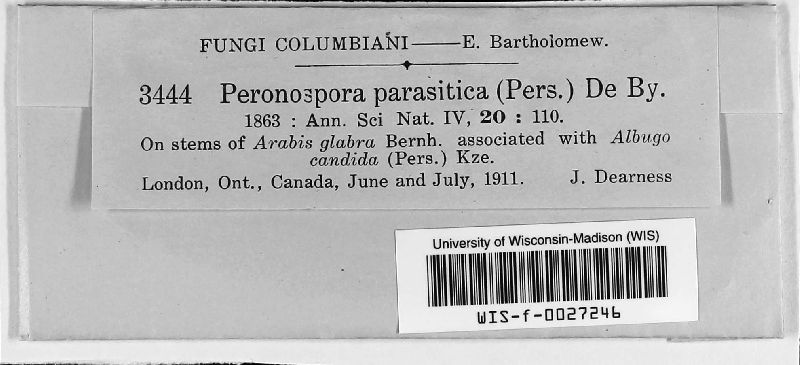 FUNGI COLUMBIANI—E. Bartholomew.
3444 Peronospora parasitica (Pers.) De By.
1863 : Ann. Sci Nat. IV, 20 : 110.
On stems of Arabis glabra Bernh. associated with Albugo
candida (Pers.) Kze.
London, Ont., Canada, June and July, 1911. J. Dearness
University of Wisconsin-Madison (WIS)
WIS-f-0027246